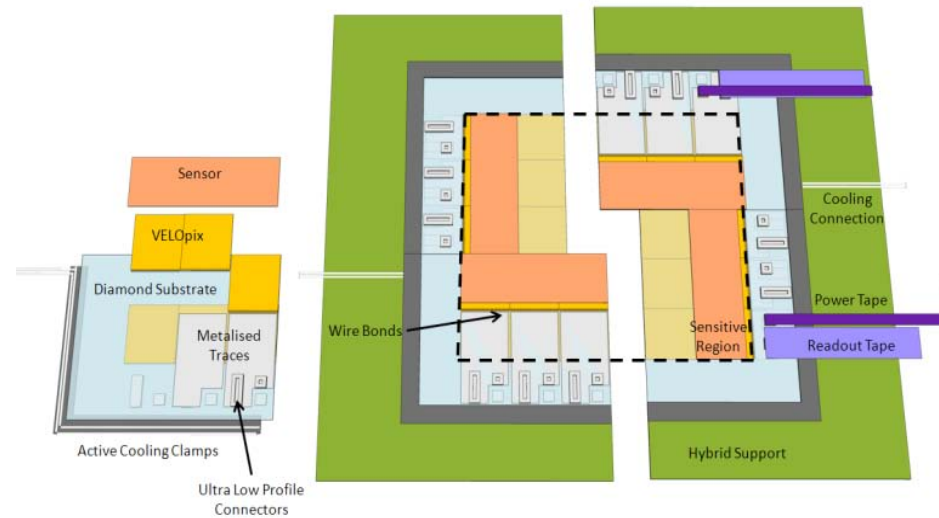 Sensor
VELOpix
Diamond Substrate
Metalised
Traces
Active Cooling Clamps
Ultra Low Profile
Connectors
Wire Bonds
Sensitive
Region
Cooling
Connection
Power Tape
Readout Tape
Hybrid Support